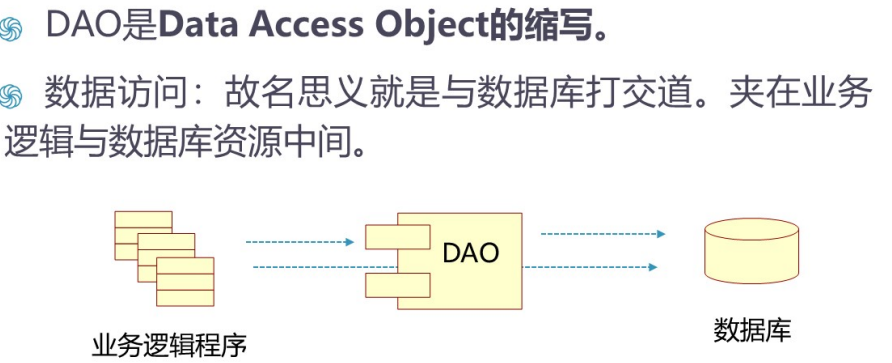 DAO是Data Access Object的缩写。
数据访问：故名思义就是与数据库打交道。夹在业务
逻辑与数据库资源中间。
DAO
数据库
业务逻辑程序